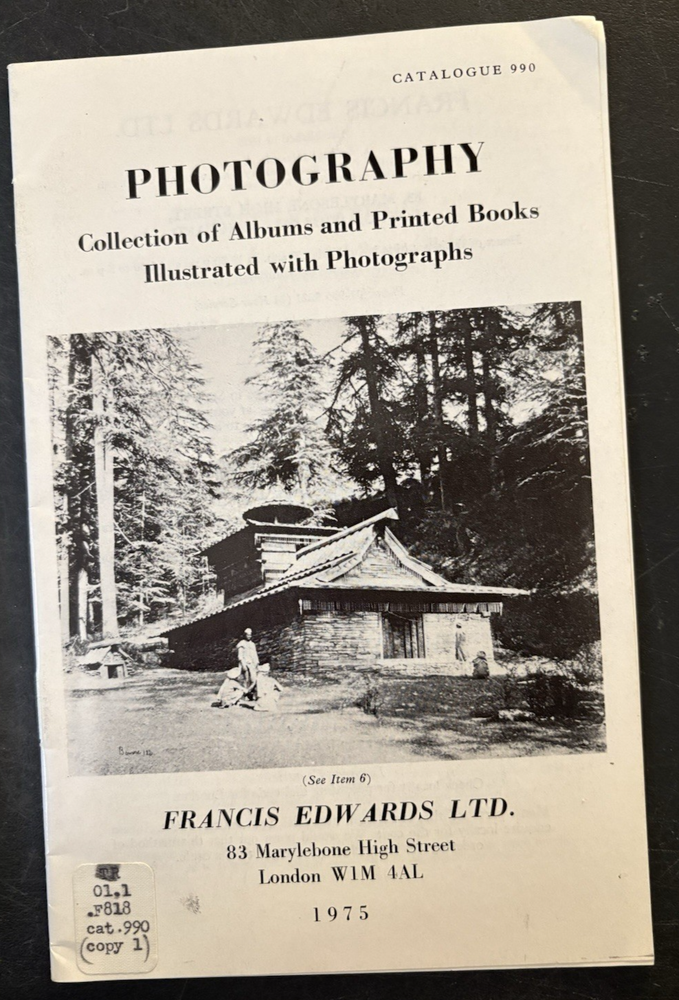 CATALOGUE 990
PHOTOGRAPHY
Collection of Albums and Printed Books
Illustrated with Photographs
(See Item 6)
FRANCIS EDWARDS LTD.
83 Marylebone High Street
London W1M 4AL
1975
TR
01.1
.F818
cat.990
(copy 1)